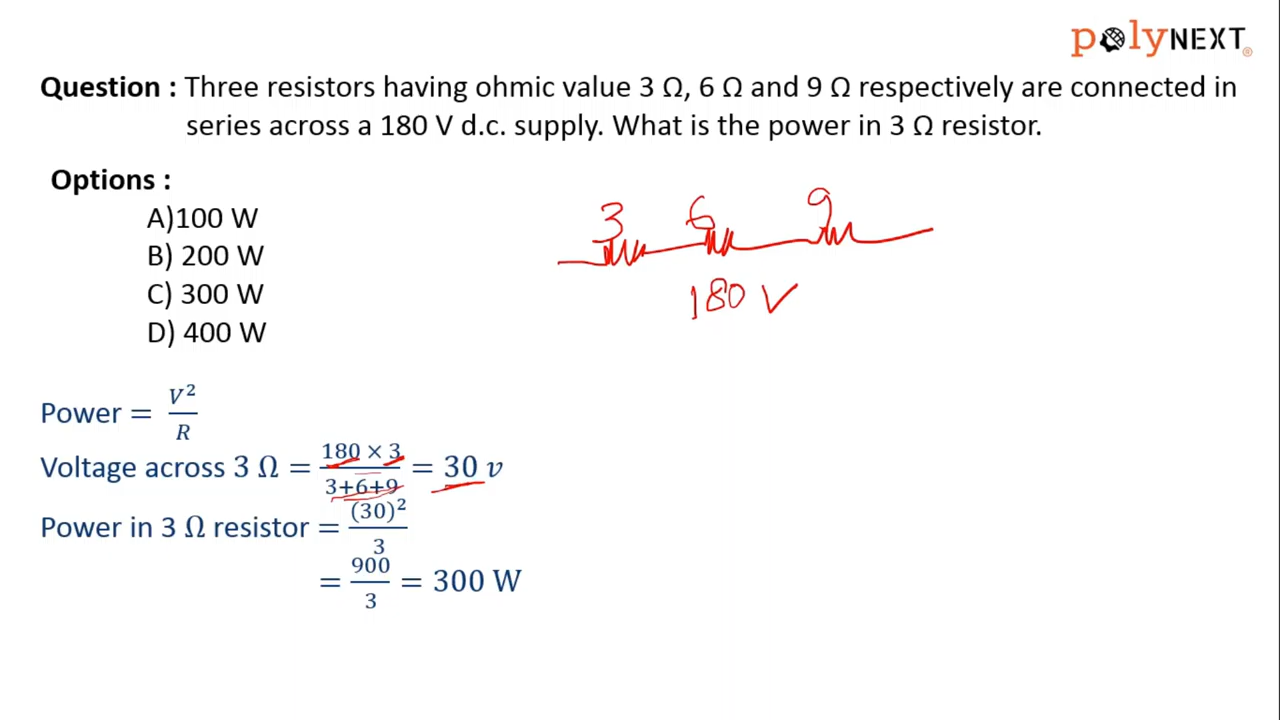 polyNEXT®
Question : Three resistors having ohmic value 3 Ω, 6 Ω and 9 Ω respectively are connected in
series across a 180 V d.c. supply. What is the power in 3 Ω resistor.
Options :
A)100 W
B) 200 W
C) 300 W
D) 400 W
3 6 9
180 V
Power = V²/R
Voltage across 3 Ω = 180 × 3/3+6+9 = 30 v
Power in 3 Ω resistor = (30)²/3
= 900/3 = 300 W